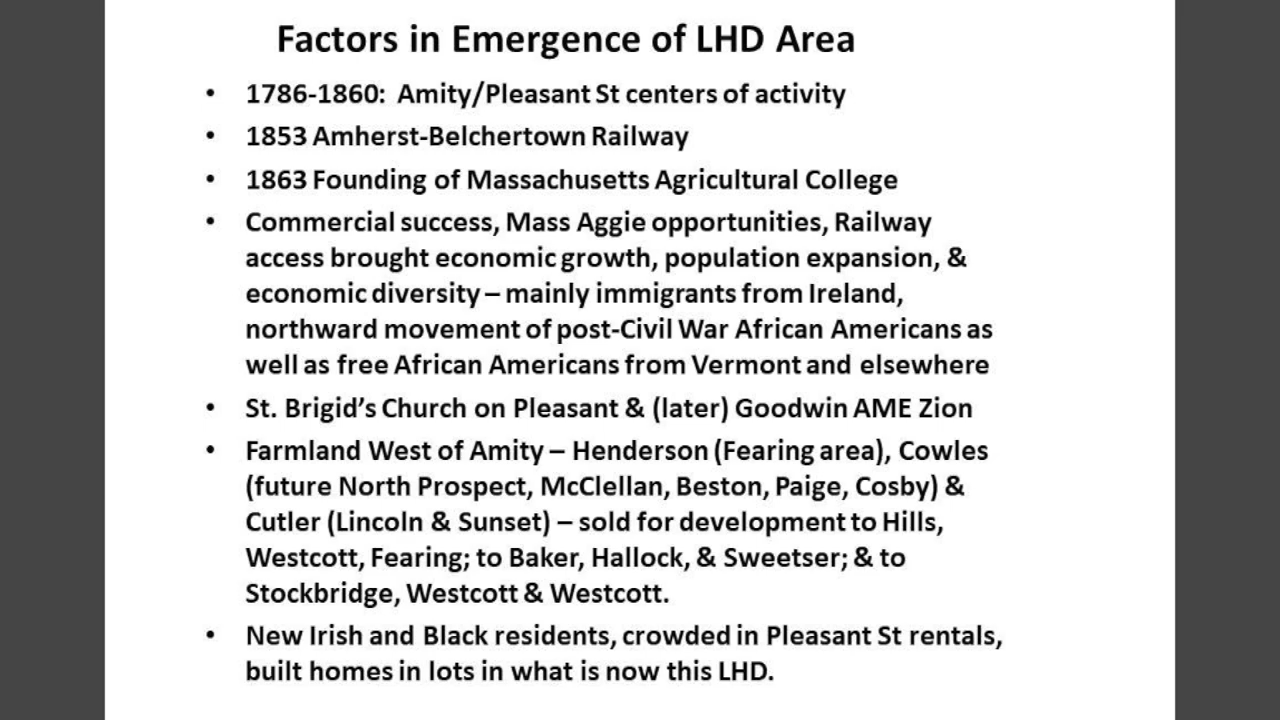 Factors in Emergence of LHD Area
• 1786-1860: Amity/Pleasant St centers of activity
• 1853 Amherst-Belchertown Railway
• 1863 Founding of Massachusetts Agricultural College
• Commercial success, Mass Aggie opportunities, Railway
access brought economic growth, population expansion, &
economic diversity – mainly immigrants from Ireland,
northward movement of post-Civil War African Americans as
well as free African Americans from Vermont and elsewhere
• St. Brigid's Church on Pleasant & (later) Goodwin AME Zion
• Farmland West of Amity – Henderson (Fearing area), Cowles
(future North Prospect, McClellan, Beston, Paige, Cosby) &
Cutler (Lincoln & Sunset) – sold for development to Hills,
Westcott, Fearing; to Baker, Hallock, & Sweetser; & to
Stockbridge, Westcott & Westcott.
• New Irish and Black residents, crowded in Pleasant St rentals,
built homes in lots in what is now this LHD.